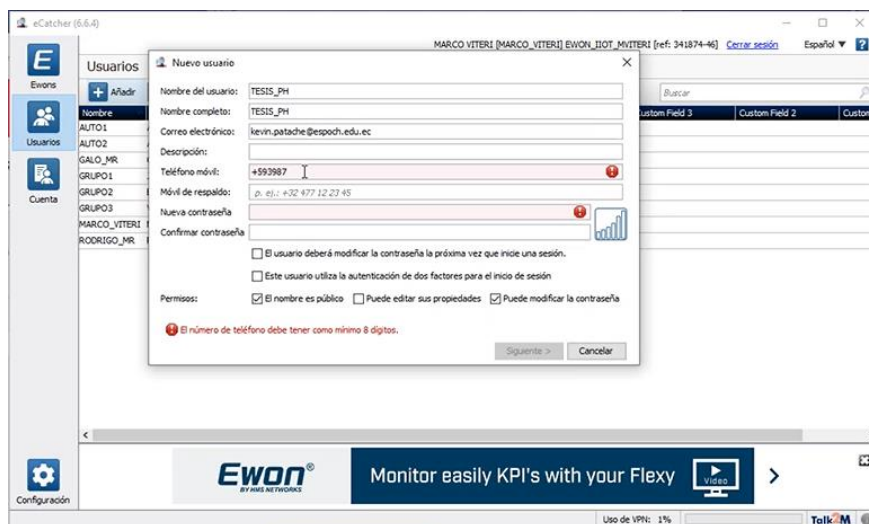 eCatcher (6.6.4)
MARCO VITERI [MARCO_VITERI] EWON_IIOT_MVITERI [ref: 341874-46] Cerrar sesión Español
Ewons
Usuarios
Cuenta
Configuración
Usuarios
Añadir
Buscar
Nombre
Custom Field 3
Custom Field 2
Custom
AUTO1
AUTO2
GALO_MR
GRUPO1
GRUPO2
GRUPO3
MARCO_VITERI
RODRIGO_MR
Nuevo usuario
Nombre del usuario: TESIS_PH
Nombre completo: TESIS_PH
Correo electrónico: kevin.patache@espoch.edu.ec
Descripción:
Teléfono móvil: +593987
Móvil de respaldo: p. ej.: +32 477 12 23 45
Nueva contraseña
Confirmar contraseña
El usuario deberá modificar la contraseña la próxima vez que inicie una sesión.
Este usuario utiliza la autenticación de dos factores para el inicio de sesión
Permisos: El nombre es público Puede editar sus propiedades Puede modificar la contraseña
El número de teléfono debe tener como mínimo 8 dígitos.
Siguiente > Cancelar
Ewon®
BY HMS NETWORKS
Monitor easily KPI's with your Flexy
Video
Uso de VPN: 1%
Talk2M